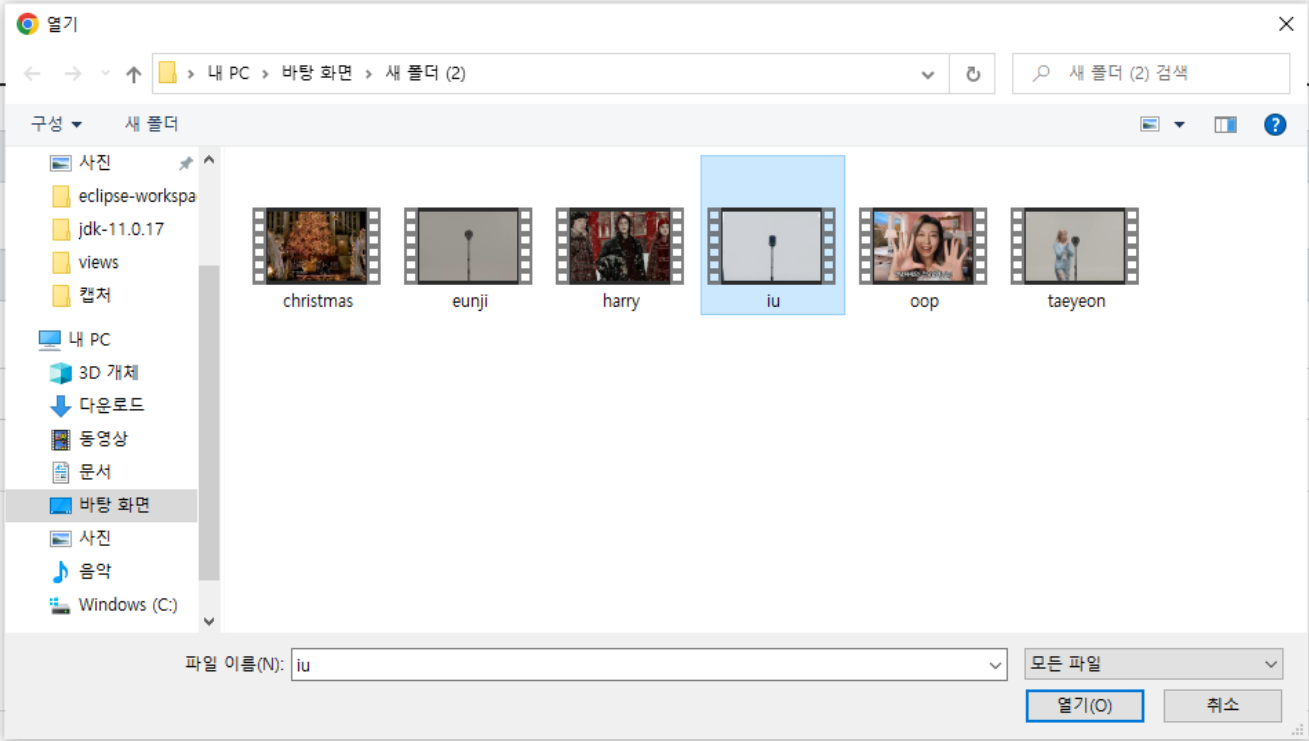 열기
내 PC › 바탕 화면 › 새 폴더 (2)
새 폴더 (2) 검색
구성
새 폴더
사진
eclipse-workspa
jdk-11.0.17
views
캡처
내 PC
3D 개체
다운로드
동영상
문서
바탕 화면
사진
음악
Windows (C:)
christmas
eunji
harry
iu
oop
taeyeon
파일 이름(N): iu
모든 파일
열기(O)
취소